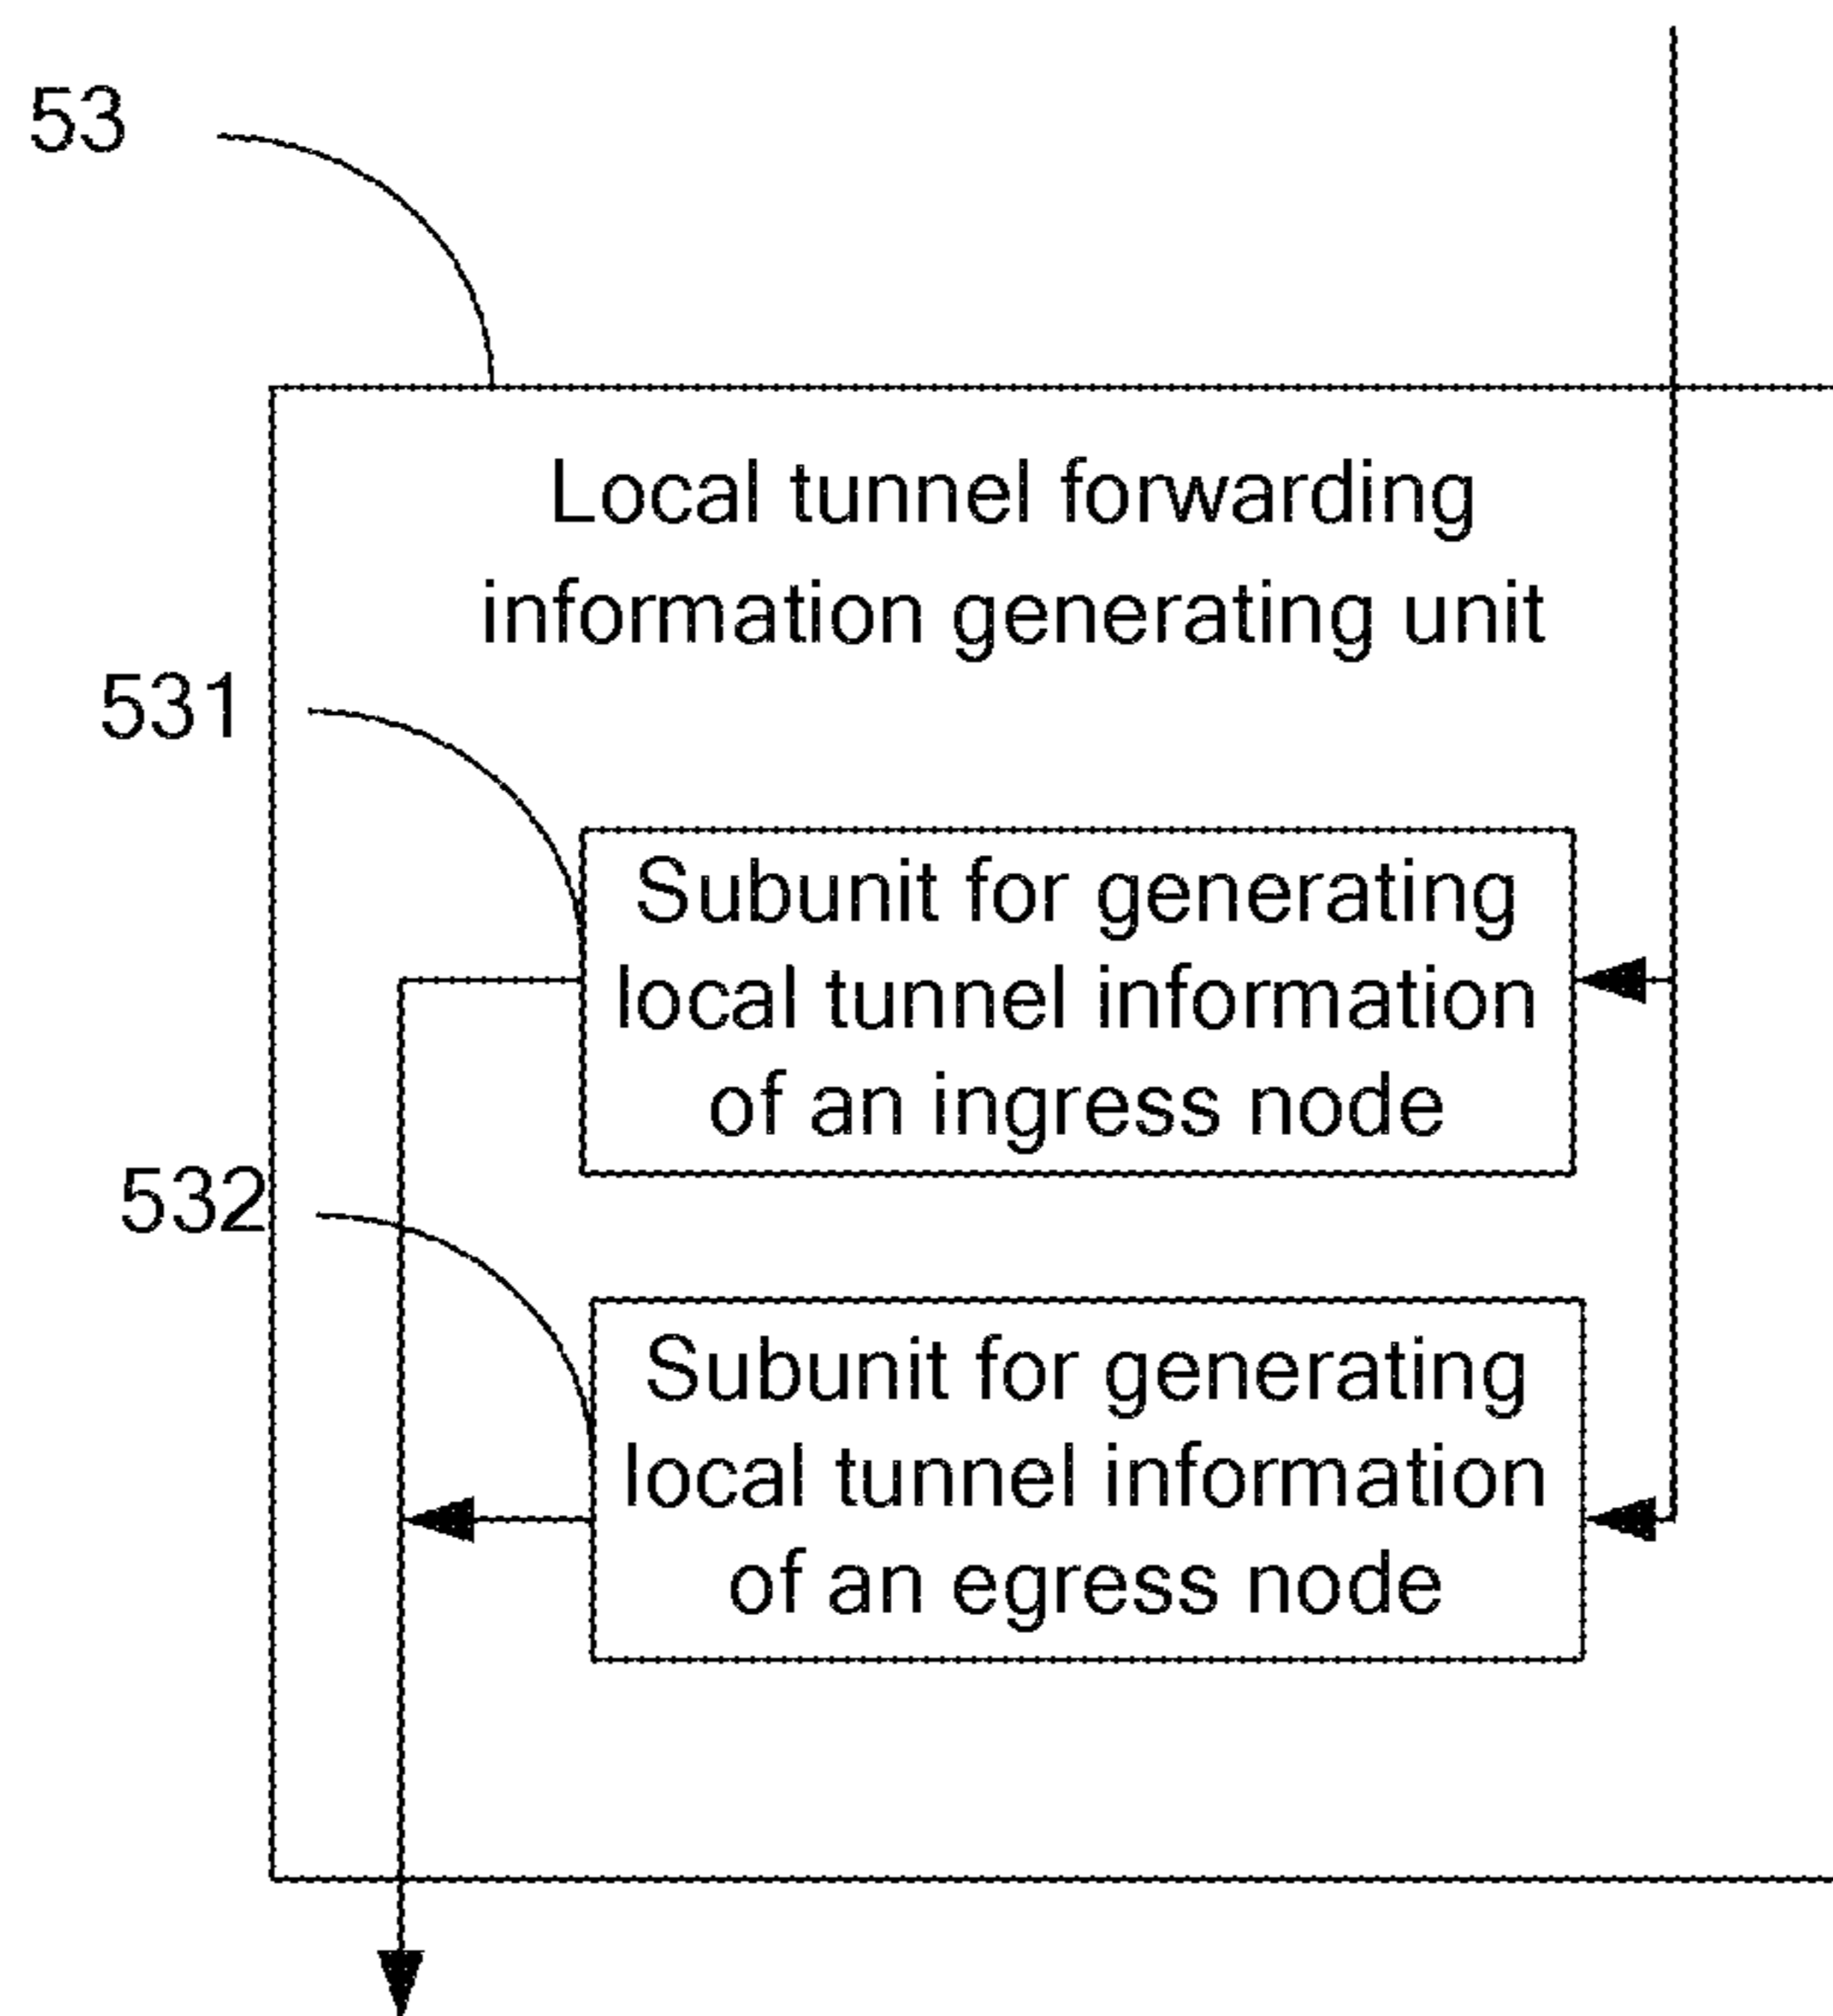 53
Local tunnel forwarding
information generating unit
531
Subunit for generating
local tunnel information
of an ingress node
532
Subunit for generating
local tunnel information
of an egress node